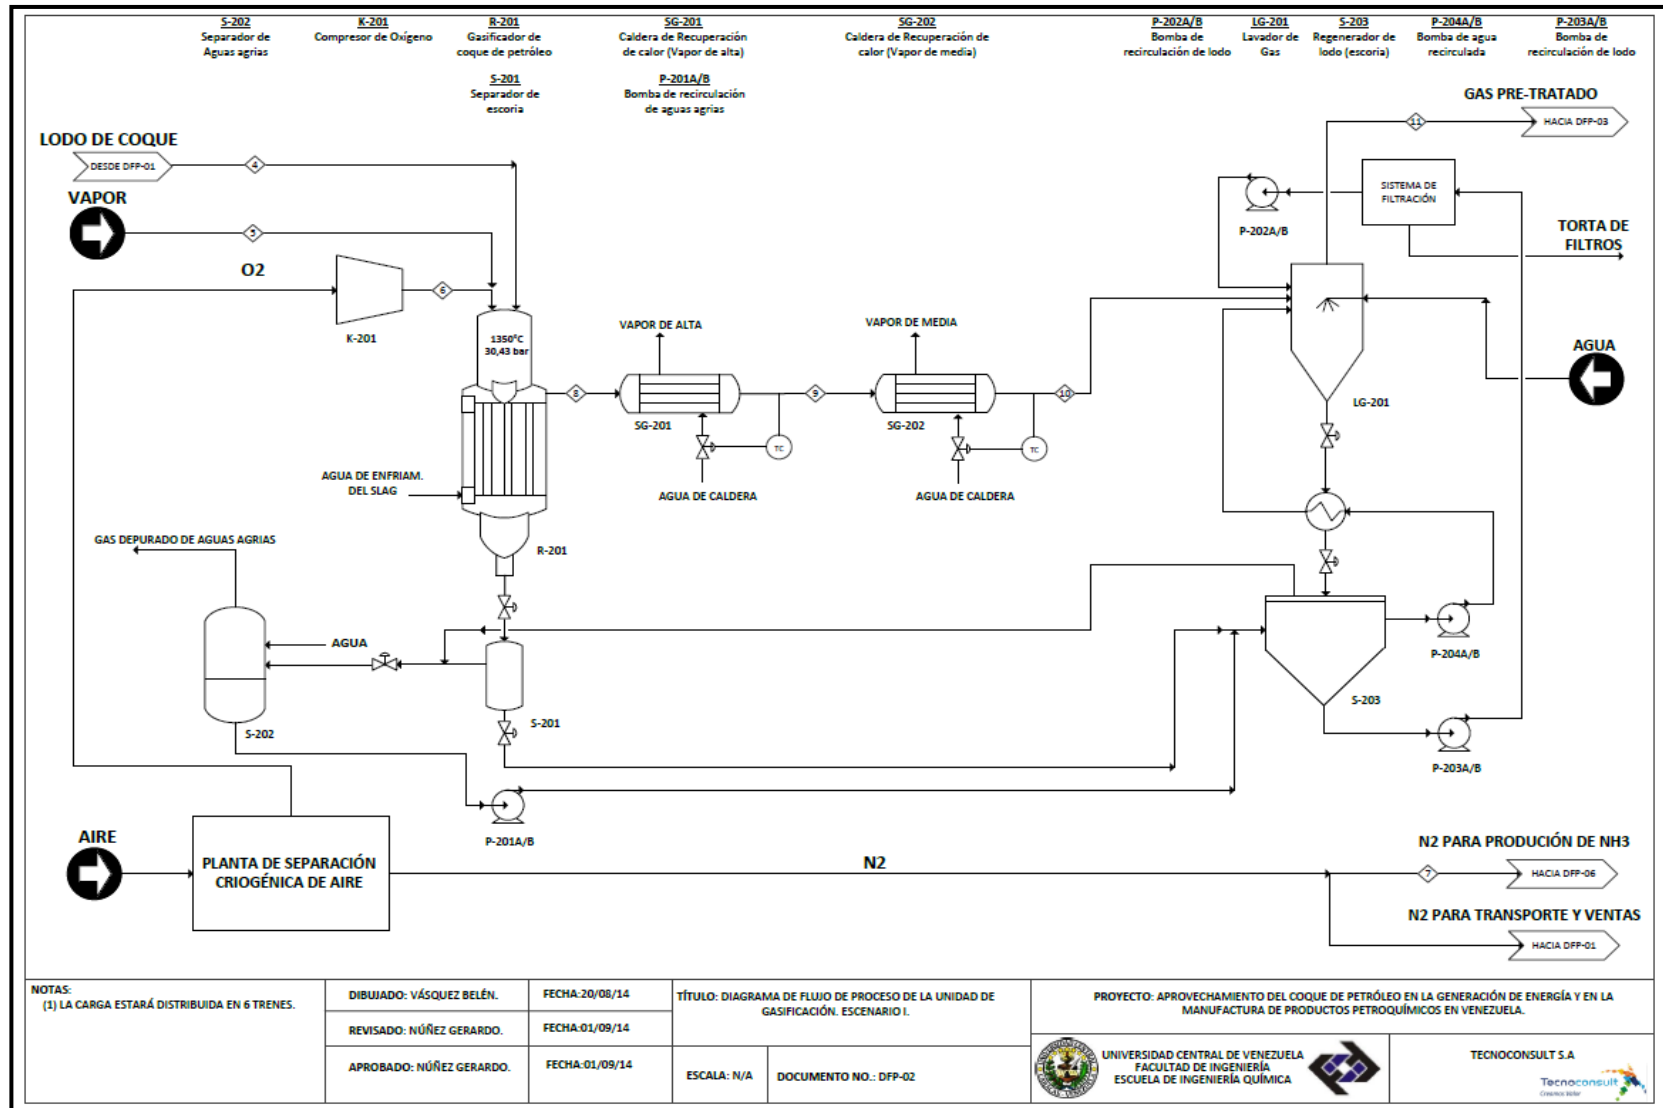 S-202
Separador de
Aguas agrias
K-201
Compresor de Oxígeno
R-201
Gasificador de
coque de petróleo
S-201
Separador de
escoria
SG-201
Caldera de Recuperación
de calor (Vapor de alta)
P-201A/B
Bomba de recirculación
de aguas agrias
SG-202
Caldera de Recuperación de
calor (Vapor de media)
P-202A/B
Bomba de
recirculación de lodo
LG-201
Lavador de
Gas
S-203
Regenerador de
lodo (escoria)
P-204A/B
Bomba de agua
recirculada
P-203A/B
Bomba de
recirculación de lodo
GAS PRE-TRATADO
11
HACIA DFP-03
LODO DE COQUE
DESDE DFP-01
4
VAPOR
5
SISTEMA DE
FILTRACIÓN
P-202A/B
TORTA DE
FILTROS
O2
6
K-201
1350°C
30,43 bar
VAPOR DE ALTA
VAPOR DE MEDIA
AGUA
8
9
10
SG-201
SG-202
LG-201
TC
TC
AGUA DE ENFRIAM.
DEL SLAG
AGUA DE CALDERA
AGUA DE CALDERA
GAS DEPURADO DE AGUAS AGRIAS
R-201
AGUA
P-204A/B
S-203
S-201
S-202
P-203A/B
P-201A/B
AIRE
PLANTA DE SEPARACIÓN
CRIOGÉNICA DE AIRE
N2
N2 PARA PRODUCIÓN DE NH3
7
HACIA DFP-06
N2 PARA TRANSPORTE Y VENTAS
HACIA DFP-01
NOTAS:
(1) LA CARGA ESTARÁ DISTRIBUIDA EN 6 TRENES.
DIBUJADO: VÁSQUEZ BELÉN.
FECHA:20/08/14
REVISADO: NÚÑEZ GERARDO.
FECHA:01/09/14
APROBADO: NÚÑEZ GERARDO.
FECHA:01/09/14
TÍTULO: DIAGRAMA DE FLUJO DE PROCESO DE LA UNIDAD DE
GASIFICACIÓN. ESCENARIO I.
ESCALA: N/A
DOCUMENTO NO.: DFP-02
PROYECTO: APROVECHAMIENTO DEL COQUE DE PETRÓLEO EN LA GENERACIÓN DE ENERGÍA Y EN LA
MANUFACTURA DE PRODUCTOS PETROQUÍMICOS EN VENEZUELA.
UNIVERSIDAD CENTRAL DE VENEZUELA
FACULTAD DE INGENIERÍA
ESCUELA DE INGENIERÍA QUÍMICA
TECNOCONSULT S.A
Tecnoconsult